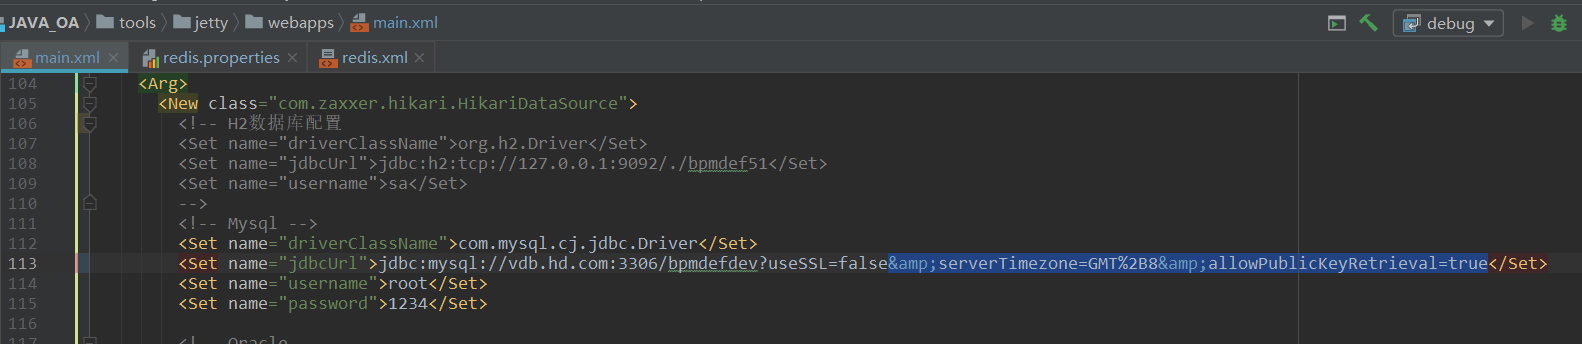 JAVA_OA tools jetty webapps main.xml debug
main.xml redis.properties redis.xml
104 <Arg>
105 <New class="com.zaxxer.hikari.HikariDataSource">
106 <!-- H2数据库配置
107 <Set name="driverClassName">org.h2.Driver</Set>
108 <Set name="jdbcUrl">jdbc:h2:tcp://127.0.0.1:9092/./bpmdef51</Set>
109 <Set name="username">sa</Set>
110 -->
111 <!-- Mysql -->
112 <Set name="driverClassName">com.mysql.cj.jdbc.Driver</Set>
113 <Set name="jdbcUrl">jdbc:mysql://vdb.hd.com:3306/bpmdefdev?useSSL=false&amp;serverTimezone=GMT%2B8&amp;allowPublicKeyRetrieval=true</Set>
114 <Set name="username">root</Set>
115 <Set name="password">1234</Set>
116
117 <!-- Oracle